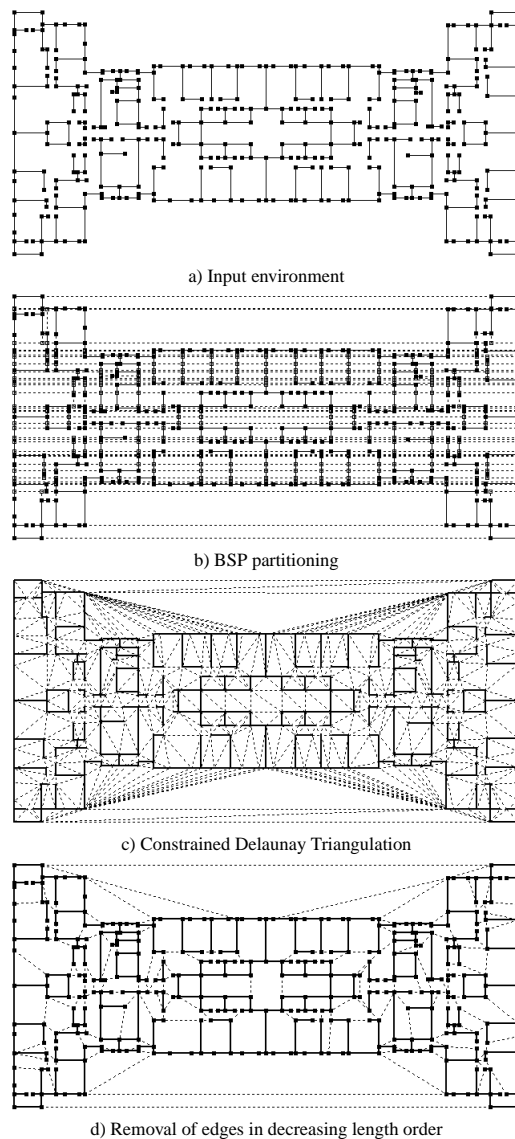 a) Input environment
b) BSP partitioning
c) Constrained Delaunay Triangulation
d) Removal of edges in decreasing length order